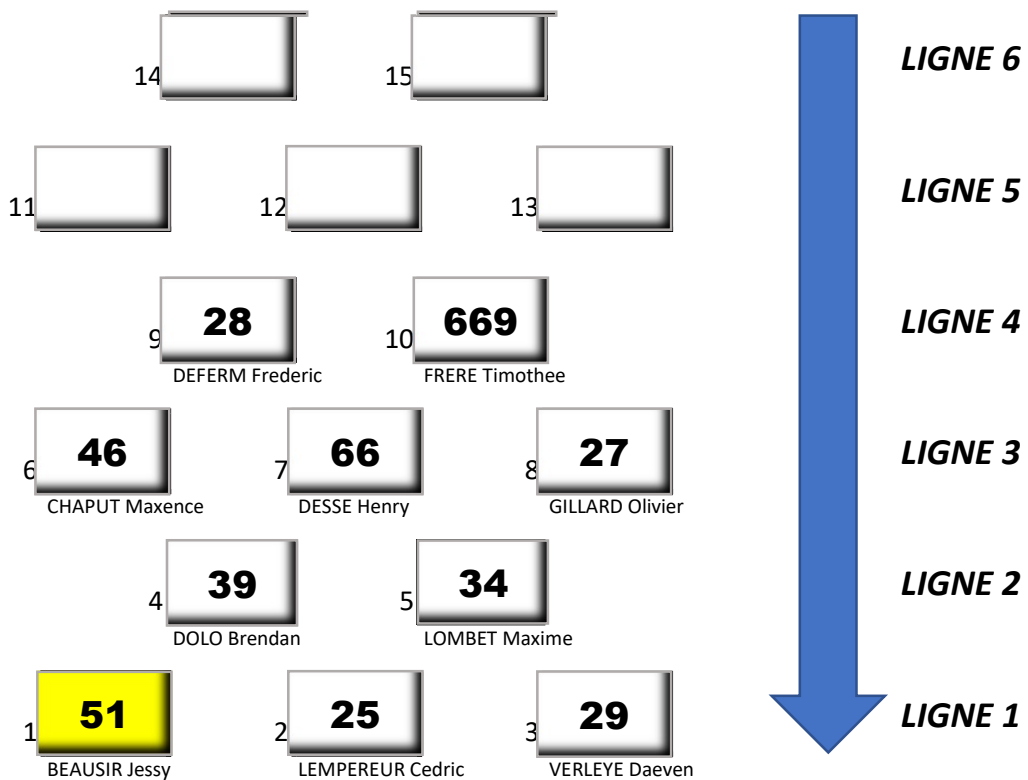 14 15 LIGNE 6
11 12 13 LIGNE 5
9 28 10 669 LIGNE 4
DEFERM Frederic FRERE Timothee
6 46 7 66 8 27 LIGNE 3
CHAPUT Maxence DESSE Henry GILLARD Olivier
4 39 5 34 LIGNE 2
DOLO Brendan LOMBET Maxime
1 51 2 25 3 29 LIGNE 1
BEAUSIR Jessy LEMPEREUR Cedric VERLEYE Daeven